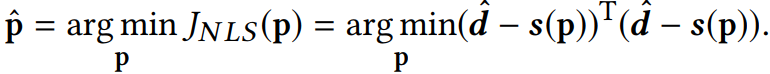 p̂ = arg min J_NLS(p) = arg min(d̂ − s(p))ᵀ(d̂ − s(p)).
p p